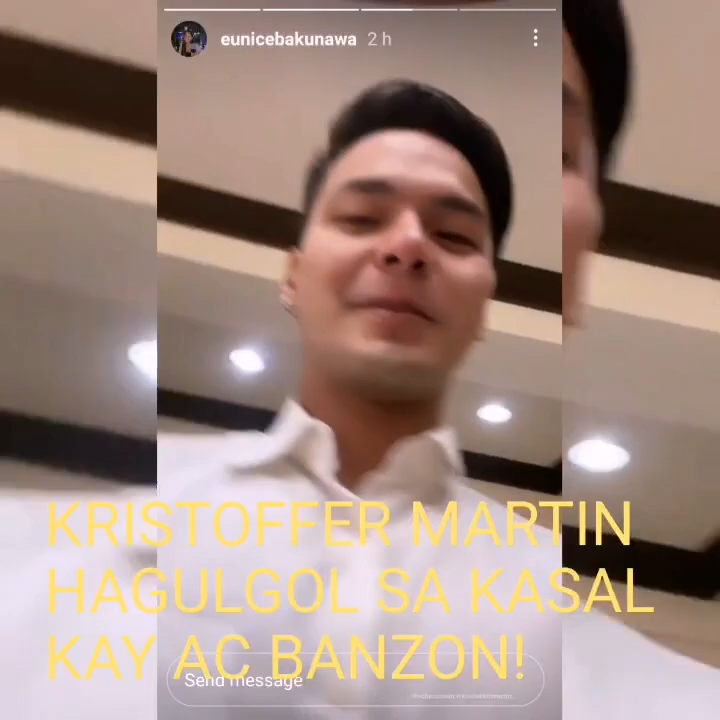 eunicebakunawa 2 h
KRISTOFFER MARTIN
HAGULGOL SA KASAL
KAY AC BANZON!
Send message